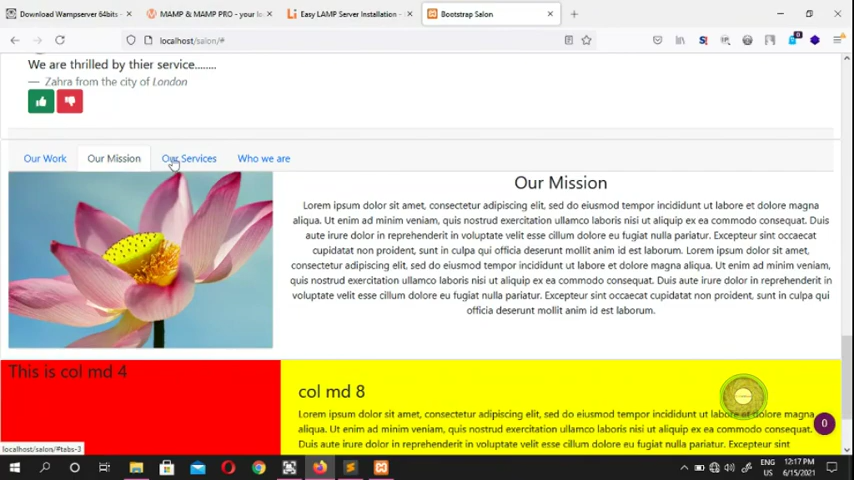 Download Wampserver 64bits -
MAMP & MAMP PRO - your lo
Easy LAMP Server Installation -
Bootstrap Salon
localhost/salon/#
We are thrilled by thier service........
— Zahra from the city of London
Our Work
Our Mission
Our Services
Who we are
Our Mission
Lorem ipsum dolor sit amet, consectetur adipiscing elit, sed do eiusmod tempor incididunt ut labore et dolore magna
aliqua. Ut enim ad minim veniam, quis nostrud exercitation ullamco laboris nisi ut aliquip ex ea commodo consequat. Duis
aute irure dolor in reprehenderit in voluptate dolore eu fugiat nulla pariatur. Excepteur sint occaecat
cupidatat non proident, sunt in culpa qui officia deserunt mollit anim id est laborum. Lorem ipsum dolor sit amet,
consectetur adipiscing elit, sed do eiusmod tempor incididunt ut labore et dolore magna aliqua. Ut enim ad minim veniam,
quis nostrud exercitation ullamco laboris nisi ut aliquip ex ea commodo consequat. Duis aute irure dolor in reprehenderit in
voluptate dolore eu fugiat nulla pariatur. Excepteur sint occaecat cupidatat non proident, sunt in culpa qui
officia deserunt mollit anim id est laborum.
This is col md 4
col md 8
Lorem ipsum dolor sit amet, consectetur adipiscing elit, sed do eiusmod tempor incididunt ut labore et dolore magna
aliqua. Ut enim ad minim veniam, quis nostrud exercitation ullamco laboris nisi ut aliquip ex ea commodo consequat.
Duis aute irure dolor in reprehenderit in voluptate dolore eu fugiat nulla pariatur. Excepteur sint
0
localhost/salon/#tabs-3
ENG
US
12:17 PM
6/15/2021